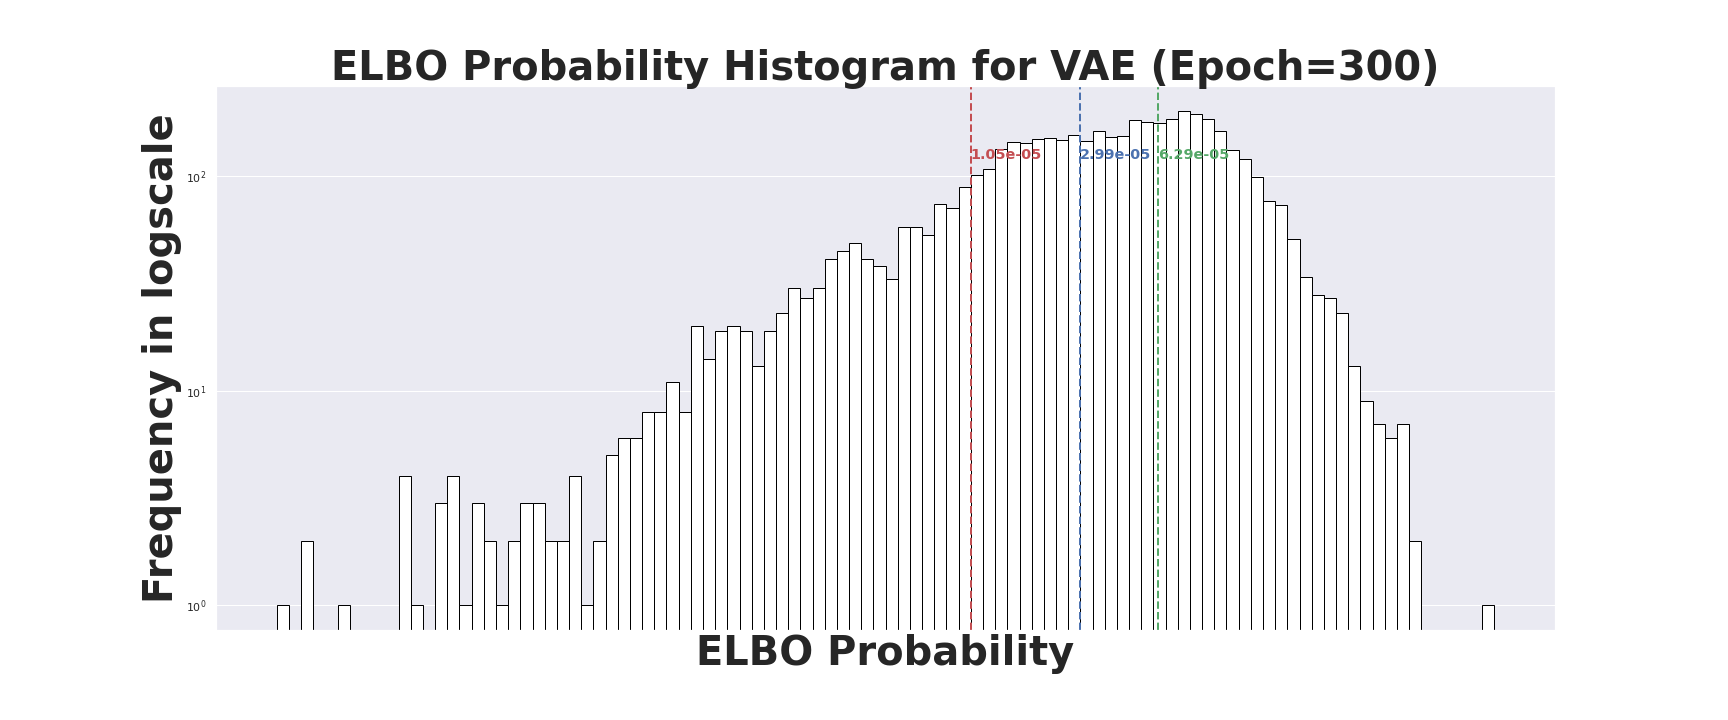 ELBO Probability Histogram for VAE (Epoch=300)
Frequency in logscale
10²
10¹
10⁰
1.05e-05
2.99e-05
6.29e-05
ELBO Probability